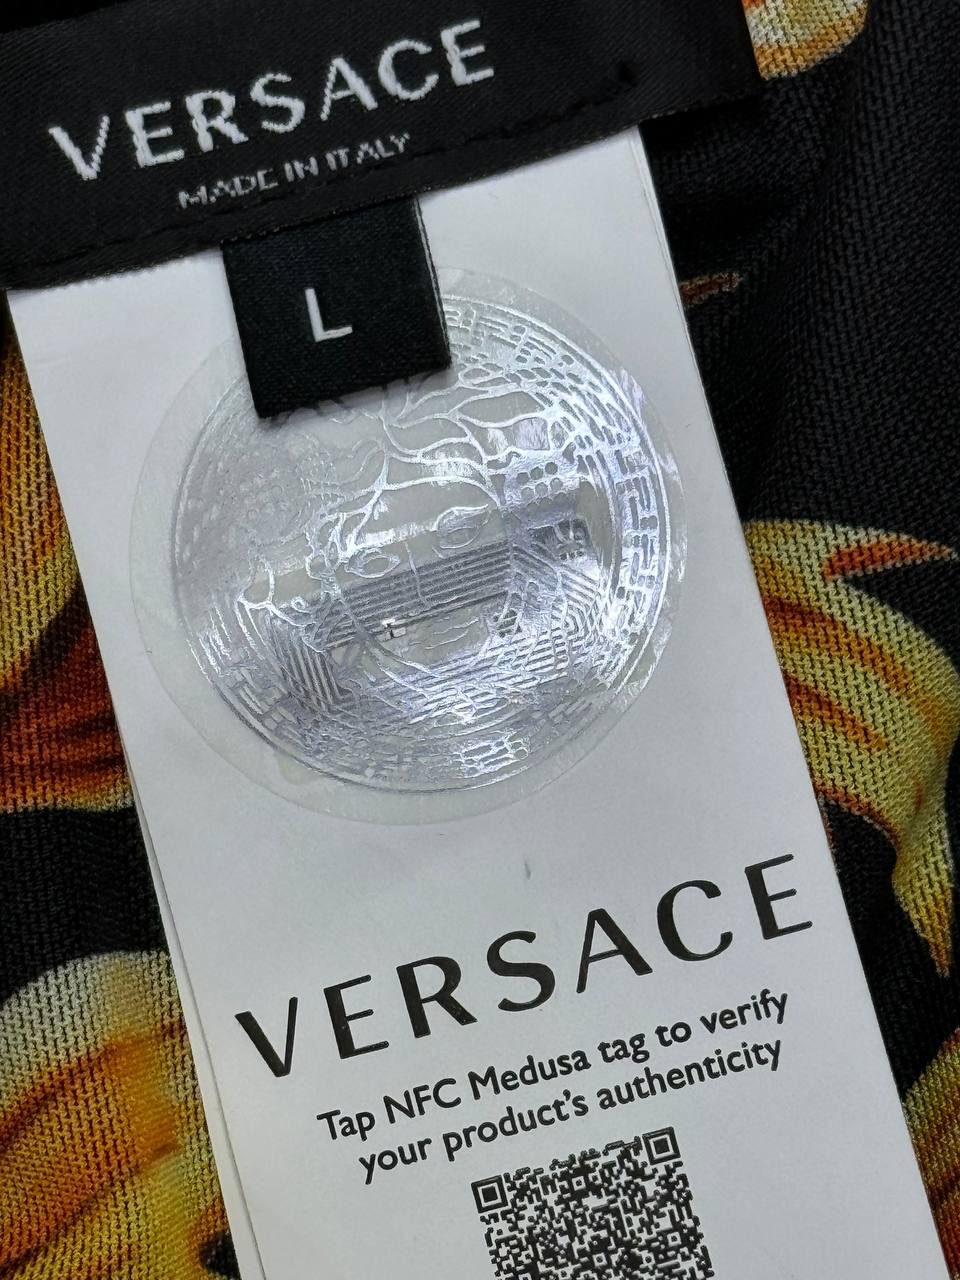 VERSACE
MADE IN ITALY
L
VERSACE
Tap NFC Medusa tag to verify
your product's authenticity